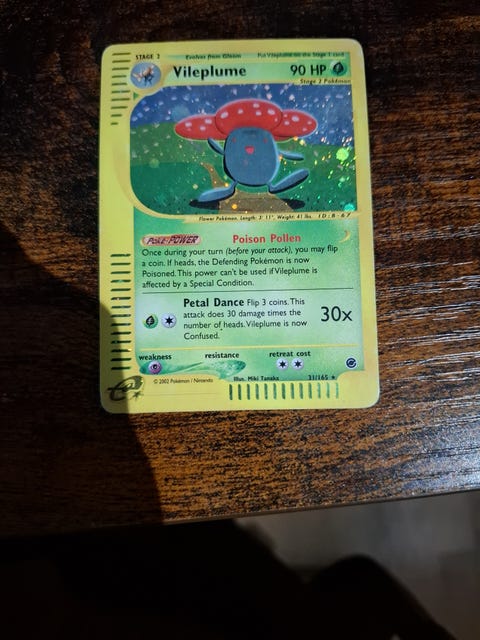 STAGE 2 Evolves from Gloom Put Vileplume on the Stage 1 card
Vileplume 90 HP
Stage 2 Pokémon
Flower Pokémon, Length: 3' 11", Weight: 41 lbs. ID-B-67
POKé-POWER Poison Pollen
Once during your turn (before your attack), you may flip
a coin. If heads, the Defending Pokémon is now
Poisoned. This power can't be used if Vileplume is
affected by a Special Condition.
Petal Dance Flip 3 coins. This
attack does 30 damage times the
number of heads. Vileplume is now
Confused.
30x
weakness resistance retreat cost
© 2002 Pokémon / Nintendo Illus. Miki Tanaka 31/165 ★